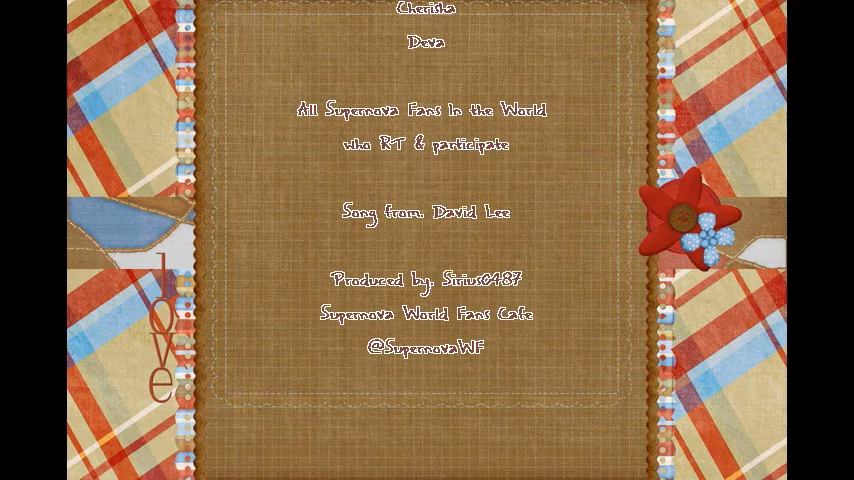 Cherisha
Deva
All Supernova Fans In the World
who RT & participate
Song from. David Lee
Produced by. Sirius0487
Supernova World Fans Cafe
@SupernovaWF
love